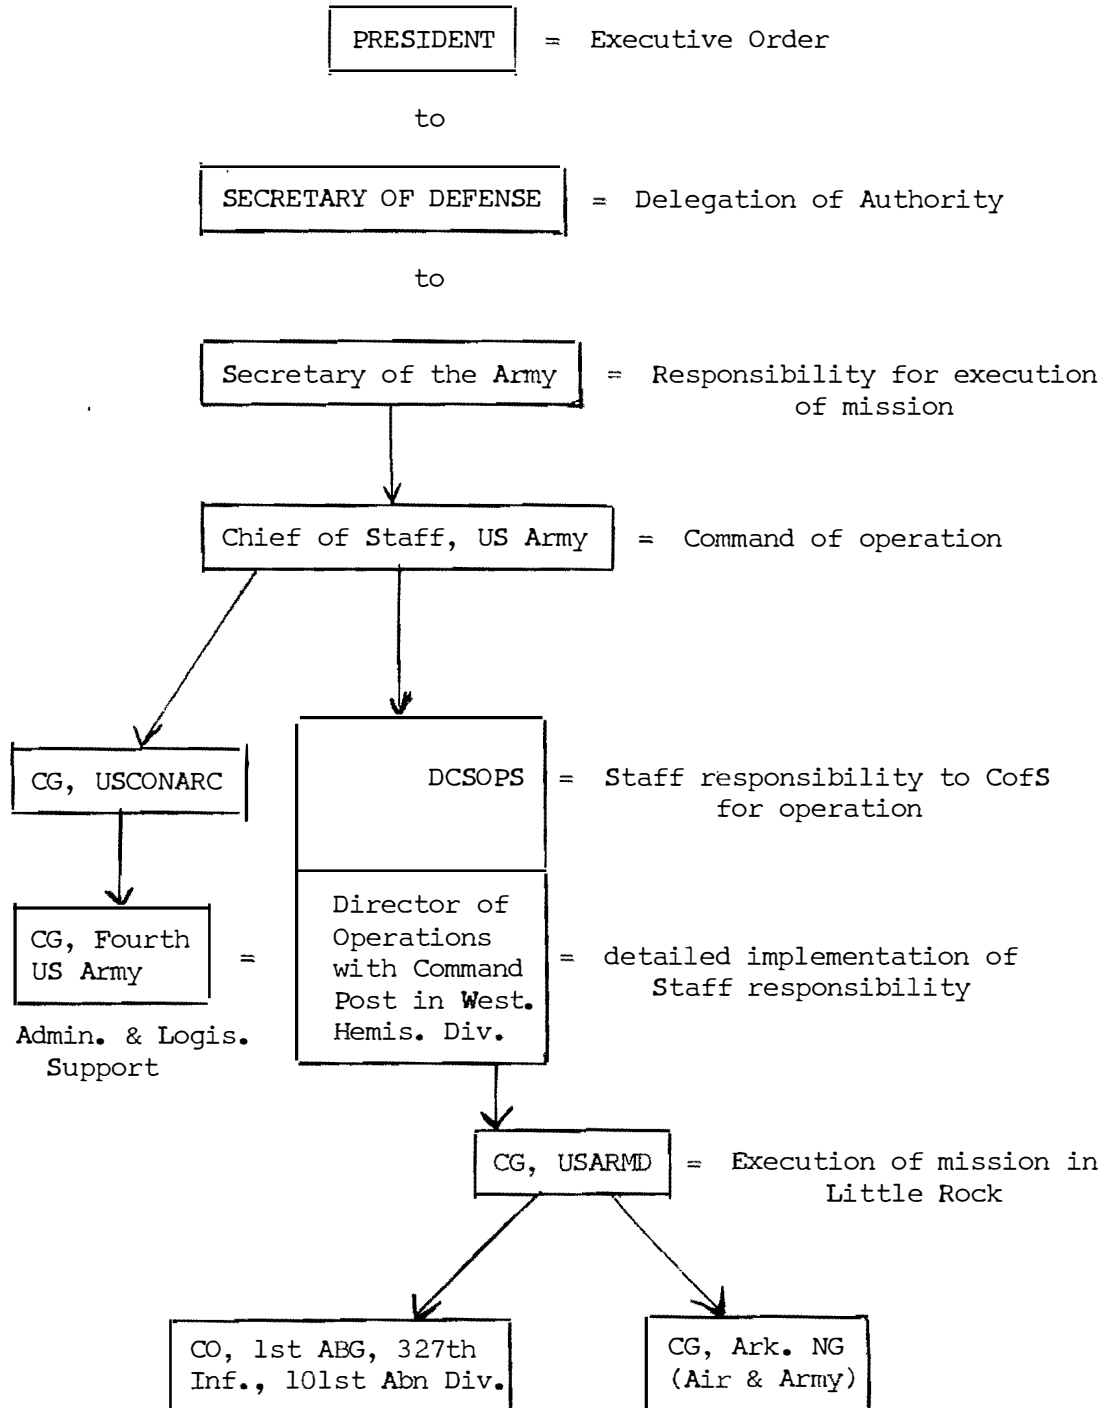 PRESIDENT = Executive Order
to
SECRETARY OF DEFENSE = Delegation of Authority
to
Secretary of the Army = Responsibility for execution
of mission
Chief of Staff, US Army = Command of operation
CG, USCONARC
DCSOPS = Staff responsibility to CofS
for operation
CG, Fourth
US Army =
Admin. & Logis.
Support
Director of
Operations
with Command
Post in West.
Hemis. Div.
= detailed implementation of
Staff responsibility
CG, USARMD = Execution of mission in
Little Rock
CO, 1st ABG, 327th
Inf., 101st Abn Div.
CG, Ark. NG
(Air & Army)